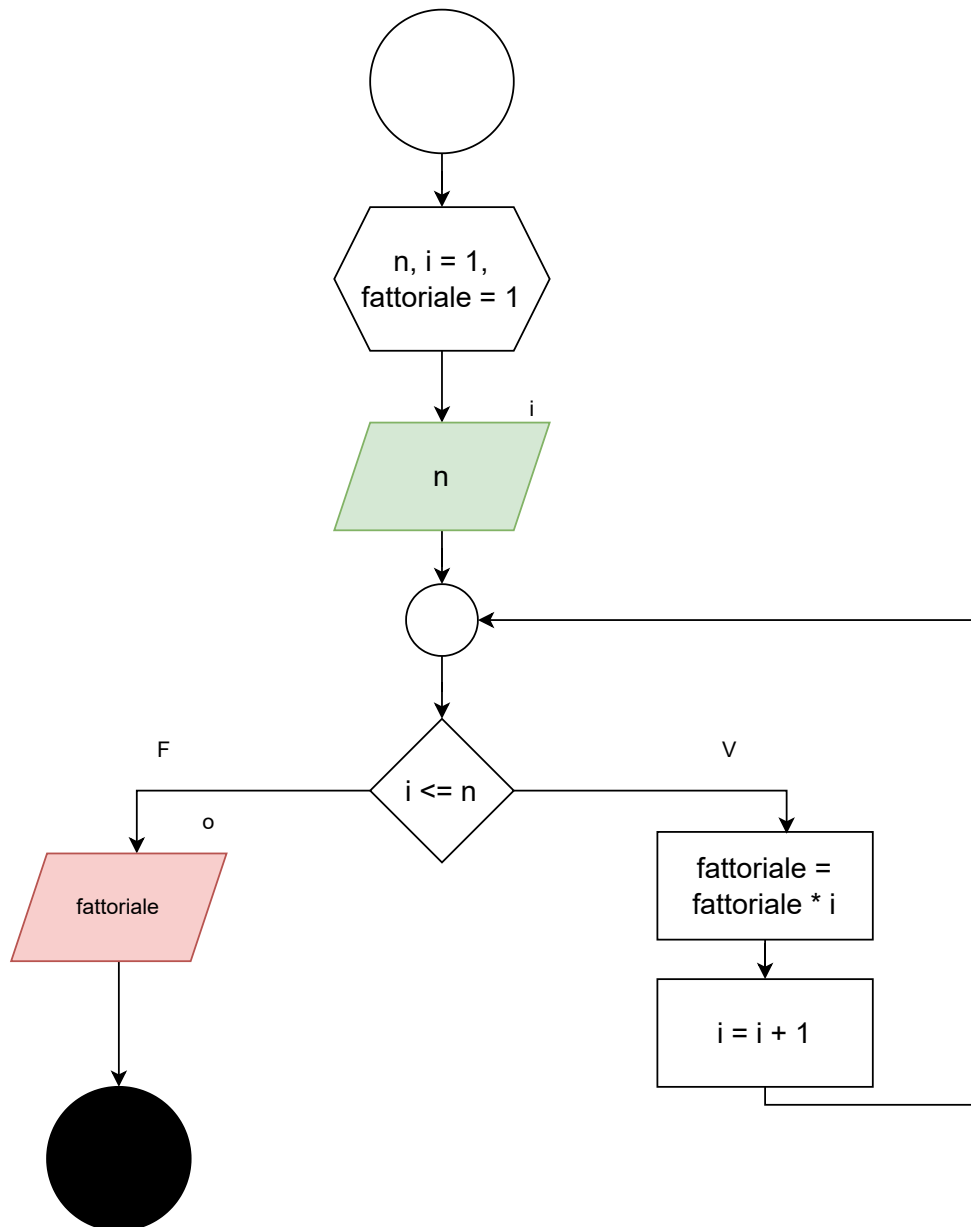 n, i = 1,
fattoriale = 1
i
n
F
V
i <= n
o
fattoriale
fattoriale =
fattoriale * i
i = i + 1